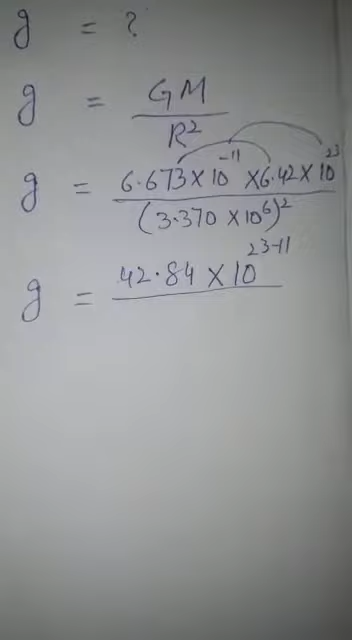 g = ?
g = GM
R²
g = 6.673×10⁻¹¹ ×6.42×10²³
(3.370 ×10⁶)²
g = 42.84 × 10²³⁻¹¹